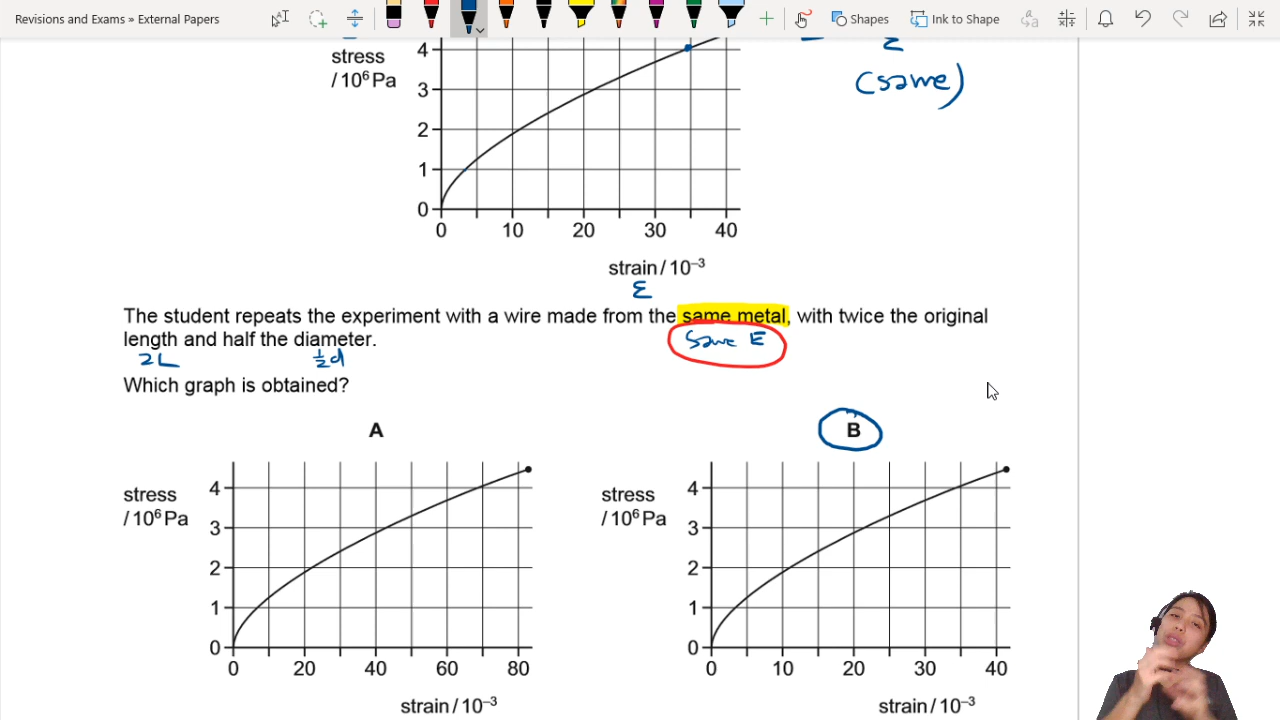 Revisions and Exams » External Papers
Shapes
Ink to Shape
stress
/10⁶ Pa
4
3
2
1
0
0 10 20 30 40
strain/10⁻³
ε
Σ
(same)
The student repeats the experiment with a wire made from the same metal, with twice the original
length and half the diameter.
same E
2L ½d
Which graph is obtained?
A
stress
/10⁶ Pa
4
3
2
1
0
0 20 40 60 80
strain/10⁻³
B
stress
/10⁶ Pa
4
3
2
1
0
0 10 20 30 40
strain/10⁻³